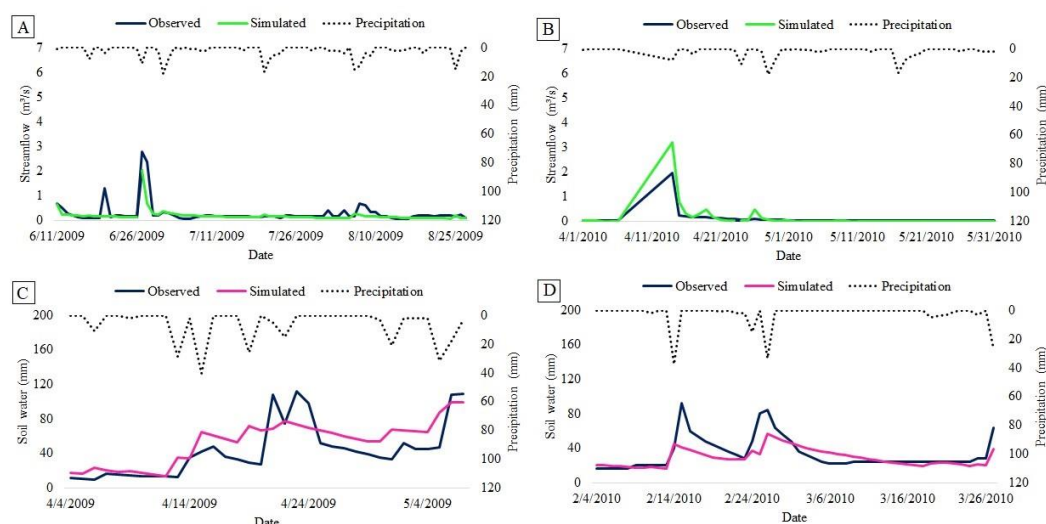 A
Observed Simulated Precipitation
7
6
5
4
3
2
1
0
Streamflow (m³/s)
0
20
40
60
80
100
120
Precipitation (mm)
6/11/2009 6/26/2009 7/11/2009 7/26/2009 8/10/2009 8/25/2009
Date
B
Observed Simulated Precipitation
7
6
5
4
3
2
1
0
Streamflow (m³/s)
0
20
40
60
80
100
120
Precipitation (mm)
4/1/2010 4/11/2010 4/21/2010 5/1/2010 5/11/2010 5/21/2010 5/31/2010
Date
C
Observed Simulated Precipitation
200
160
120
80
40
0
Soil water (mm)
0
20
40
60
80
100
120
Precipitation (mm)
4/4/2009 4/14/2009 4/24/2009 5/4/2009
Date
D
Observed Simulated Precipitation
200
160
120
80
40
0
Soil water (mm)
0
20
40
60
80
100
120
Precipitation (mm)
2/4/2010 2/14/2010 2/24/2010 3/6/2010 3/16/2010 3/26/2010
Date